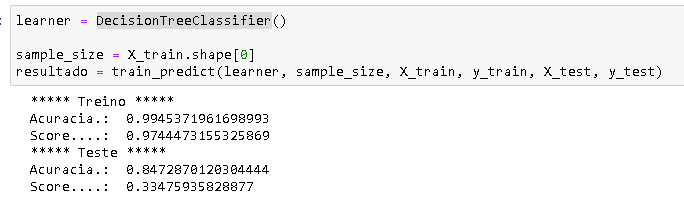 learner = DecisionTreeClassifier()
sample_size = X_train.shape[0]
resultado = train_predict(learner, sample_size, X_train, y_train, X_test, y_test)
***** Treino *****
Acuracia.:  0.9945371961698993
Score....:  0.9744473155325869
***** Teste *****
Acuracia.:  0.8472870120304444
Score....:  0.33475935828877